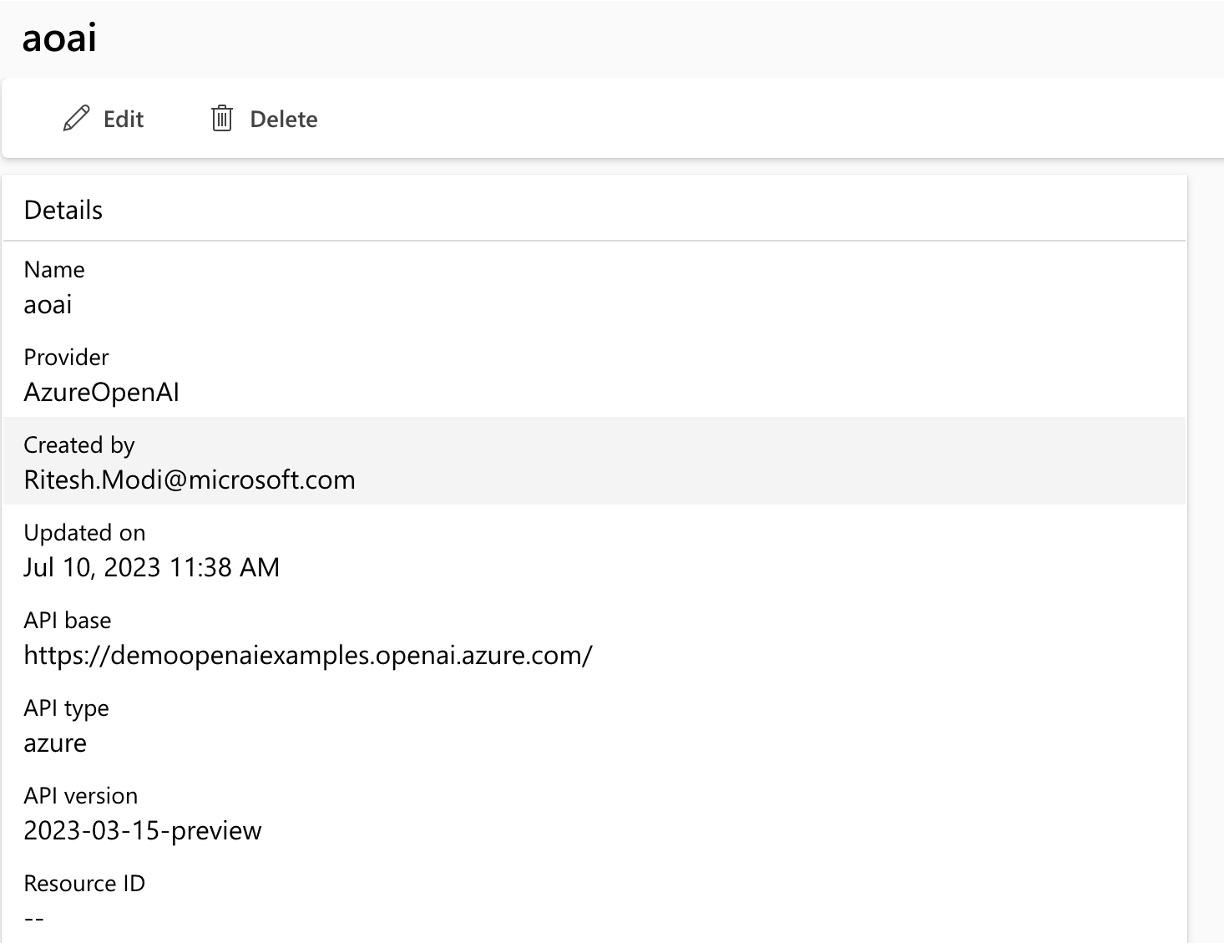 aoai
Edit
Delete
Details
Name
aoai
Provider
AzureOpenAI
Created by
Ritesh.Modi@microsoft.com
Updated on
Jul 10, 2023 11:38 AM
API base
https://demoopenaiexamples.openai.azure.com/
API type
azure
API version
2023-03-15-preview
Resource ID
--